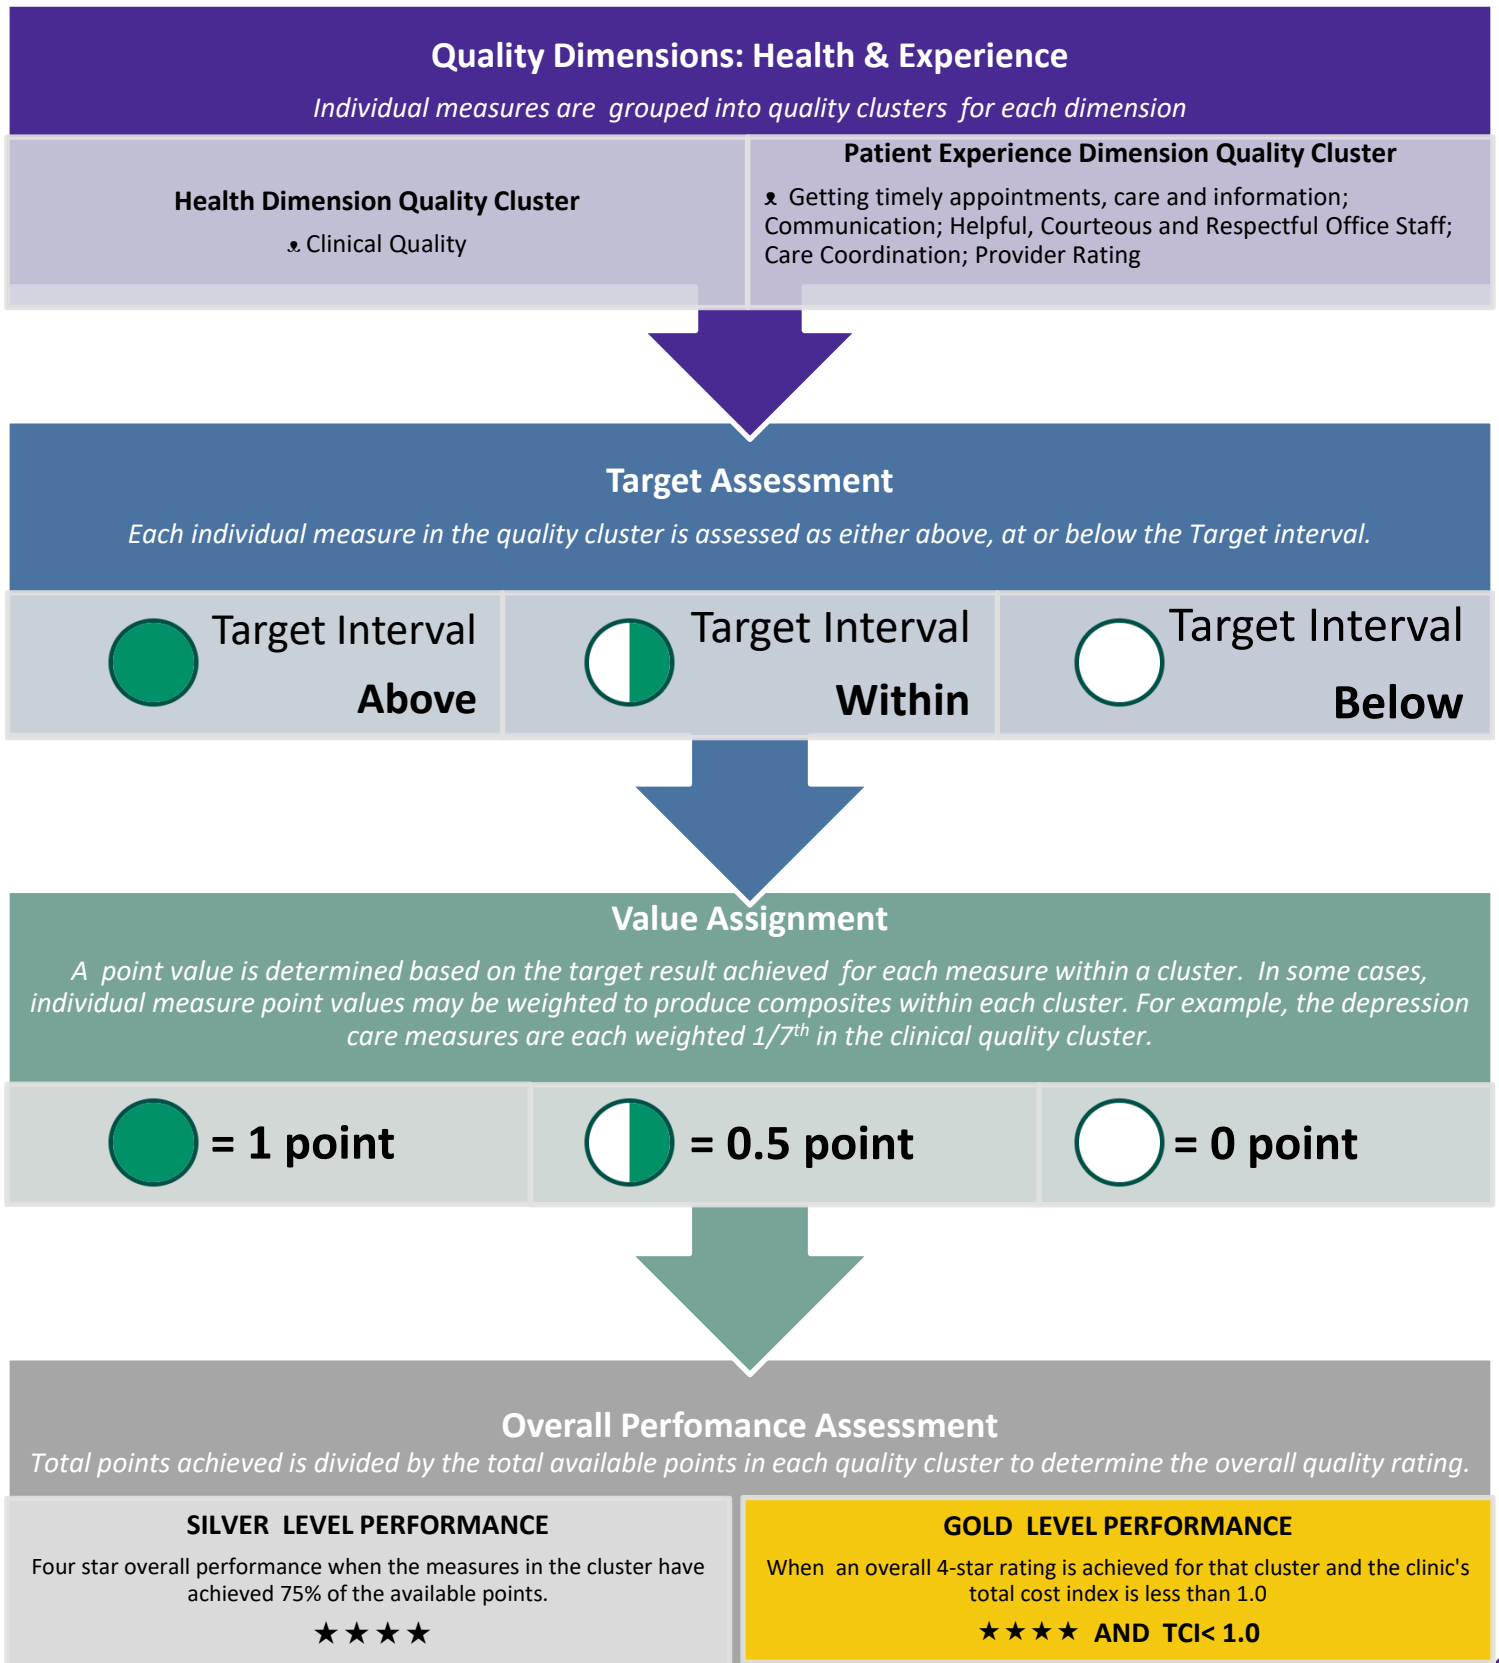 Quality Dimensions: Health & Experience
Individual measures are grouped into quality clusters for each dimension
Health Dimension Quality Cluster
Clinical Quality
Patient Experience Dimension Quality Cluster
Getting timely appointments, care and information;
Communication; Helpful, Courteous and Respectful Office Staff;
Care Coordination; Provider Rating
Target Assessment
Each individual measure in the quality cluster is assessed as either above, at or below the Target interval.
Target Interval
Above
Target Interval
Within
Target Interval
Below
Value Assignment
A point value is determined based on the target result achieved for each measure within a cluster. In some cases,
individual measure point values may be weighted to produce composites within each cluster. For example, the depression
care measures are each weighted 1/7th in the clinical quality cluster.
= 1 point
= 0.5 point
= 0 point
Overall Perfomance Assessment
Total points achieved is divided by the total available points in each quality cluster to determine the overall quality rating.
SILVER LEVEL PERFORMANCE
Four star overall performance when the measures in the cluster have
achieved 75% of the available points.
★★★★
GOLD LEVEL PERFORMANCE
When an overall 4-star rating is achieved for that cluster and the clinic's
total cost index is less than 1.0
★★★★ AND TCI< 1.0